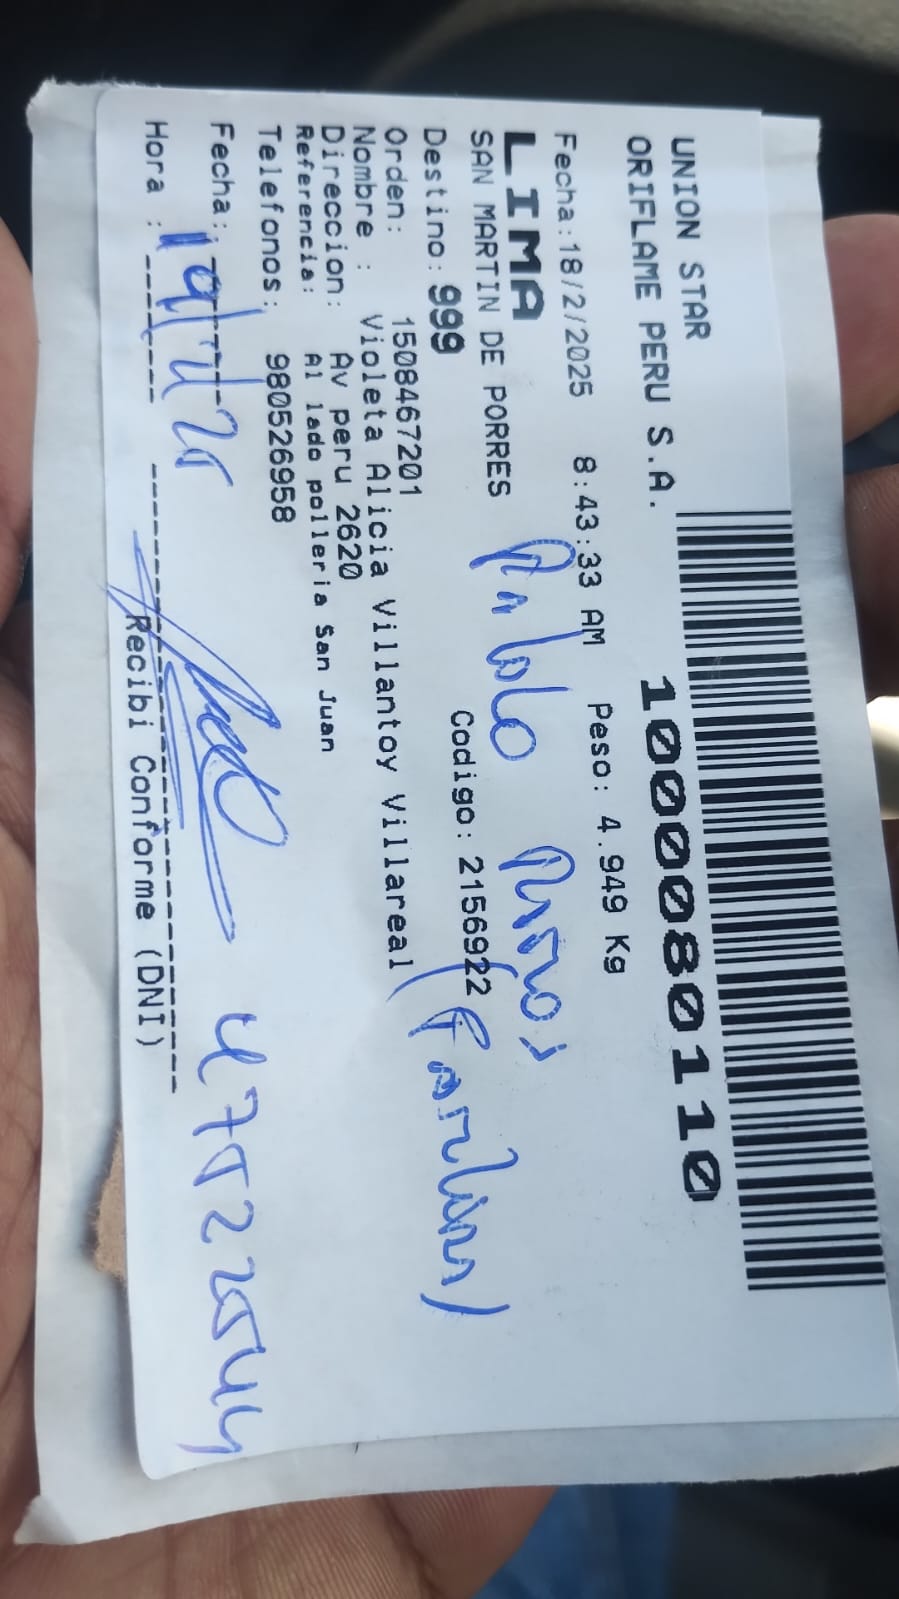 UNION STAR
ORIFLAME PERU S.A.
1000080110
Fecha:18/2/2025 8:43:33 AM Peso: 4.949 Kg
LIMA
SAN MARTIN DE PORRES
Destino: 999 Codigo: 2156922
Orden: 1508467201
Nombre : Violeta Alicia Villantoy Villareal
Direccion: Av peru 2620
Referencia: Al lado polleria San Juan
Telefonos: 980526958
Fecha:
Hora :
Recibi Conforme (DNI)